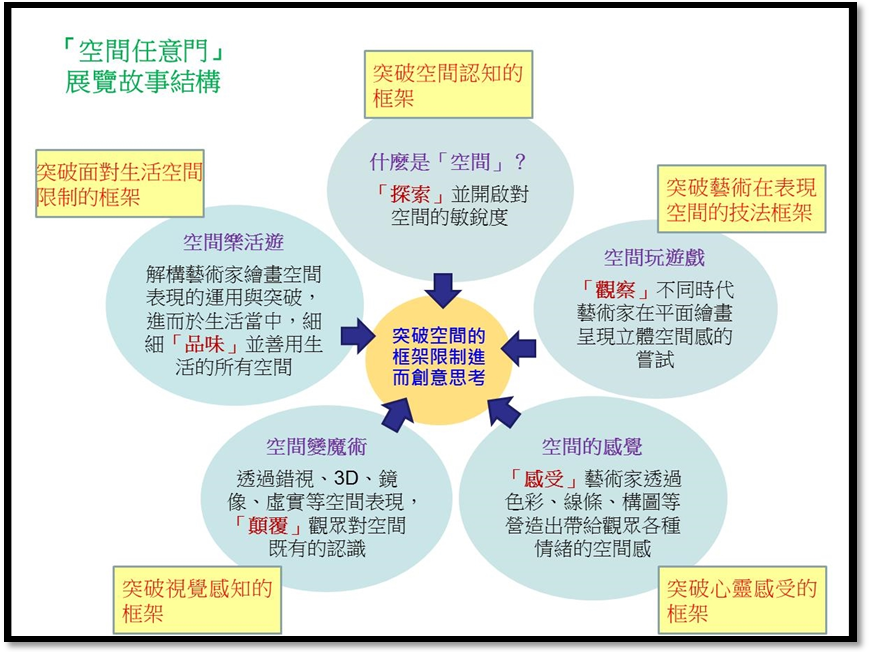 「空間任意門」
展覽故事結構
突破空間認知的
框架
什麼是「空間」？
「探索」並開啟對
空間的敏銳度
突破藝術在表現
空間的技法框架
空間玩遊戲
「觀察」不同時代
藝術家在平面繪畫
呈現立體空間感的
嘗試
突破心靈感受的
框架
空間的感覺
「感受」藝術家透過
色彩、線條、構圖等
營造出帶給觀眾各種
情緒的空間感
突破視覺感知的
框架
空間變魔術
透過錯視、3D、鏡
像、虛實等空間表現，
「顛覆」觀眾對空間
既有的認識
突破面對生活空間
限制的框架
空間樂活遊
解構藝術家繪畫空間
表現的運用與突破，
進而於生活當中，細
細「品味」並善用生
活的所有空間
突破空間的
框架限制進
而創意思考